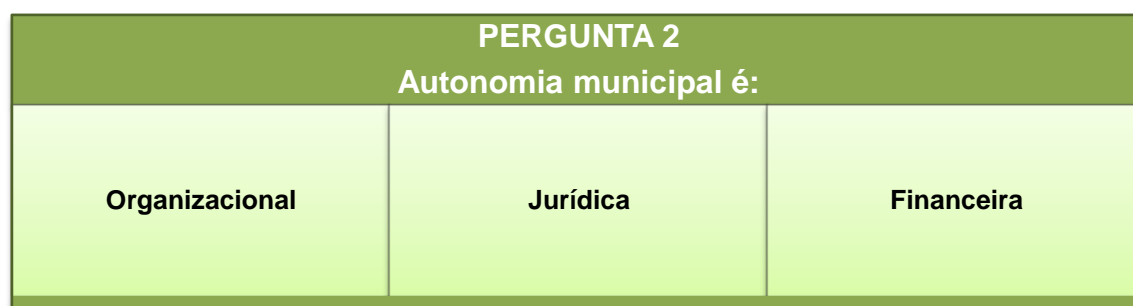 PERGUNTA 2
Autonomia municipal é:
Organizacional
Jurídica
Financeira